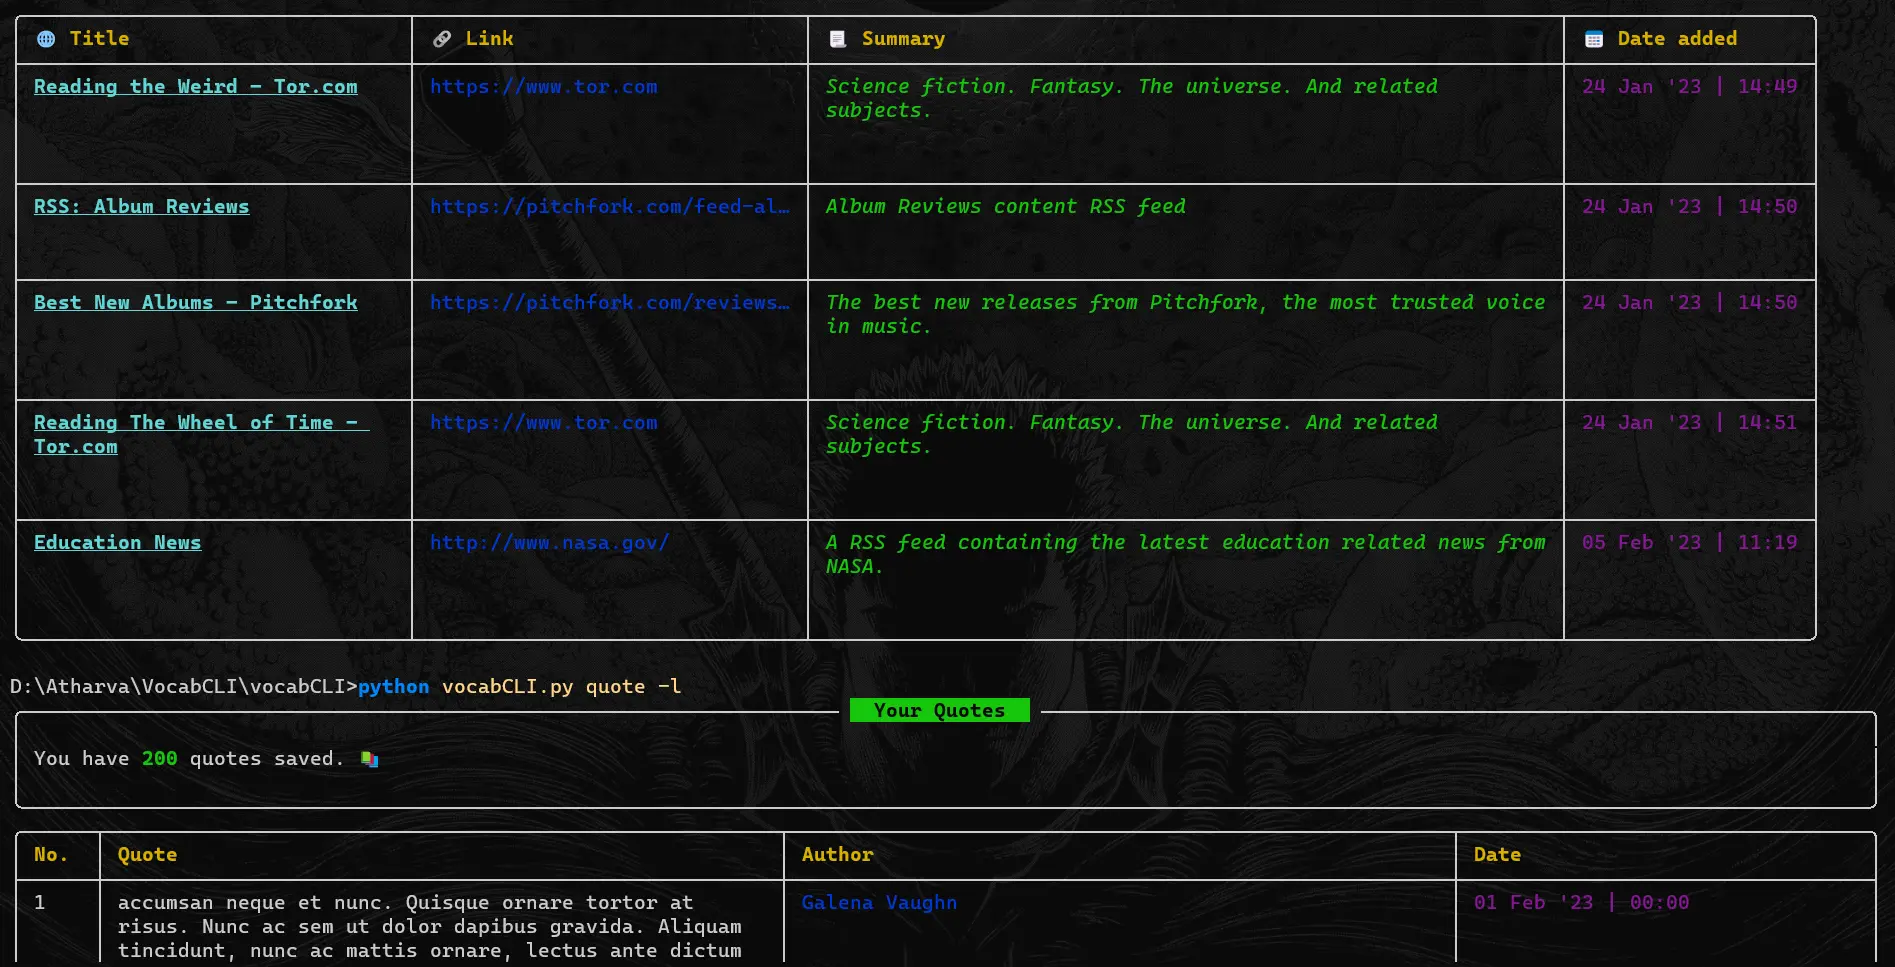 🌐 Title 🔗 Link 📃 Summary 📅 Date added
Reading the Weird – Tor.com https://www.tor.com Science fiction. Fantasy. The universe. And related 24 Jan '23 | 14:49
subjects.
RSS: Album Reviews https://pitchfork.com/feed-al… Album Reviews content RSS feed 24 Jan '23 | 14:50
Best New Albums - Pitchfork https://pitchfork.com/reviews… The best new releases from Pitchfork, the most trusted voice 24 Jan '23 | 14:50
in music.
Reading The Wheel of Time – https://www.tor.com Science fiction. Fantasy. The universe. And related 24 Jan '23 | 14:51
Tor.com subjects.
Education News http://www.nasa.gov/ A RSS feed containing the latest education related news from 05 Feb '23 | 11:19
NASA.
D:\Atharva\VocabCLI\vocabCLI>python vocabCLI.py quote -l
Your Quotes
You have 200 quotes saved. 📚
No. Quote Author Date
1 accumsan neque et nunc. Quisque ornare tortor at Galena Vaughn 01 Feb '23 | 00:00
risus. Nunc ac sem ut dolor dapibus gravida. Aliquam
tincidunt, nunc ac mattis ornare, lectus ante dictum